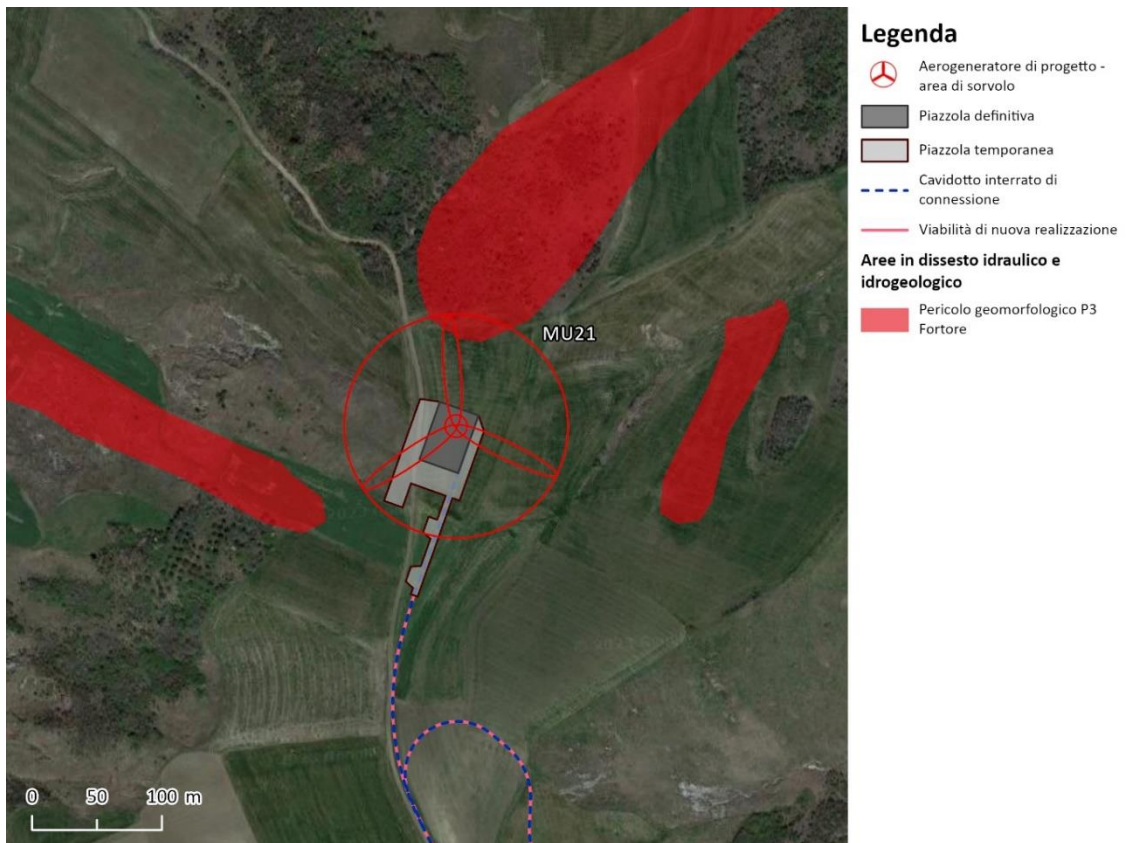 MU21
0 50 100 m
Legenda
Aerogeneratore di progetto -
area di sorvolo
Piazzola definitiva
Piazzola temporanea
Cavidotto interrato di
connessione
Viabilità di nuova realizzazione
Aree in dissesto idraulico e
idrogeologico
Pericolo geomorfologico P3
Fortore